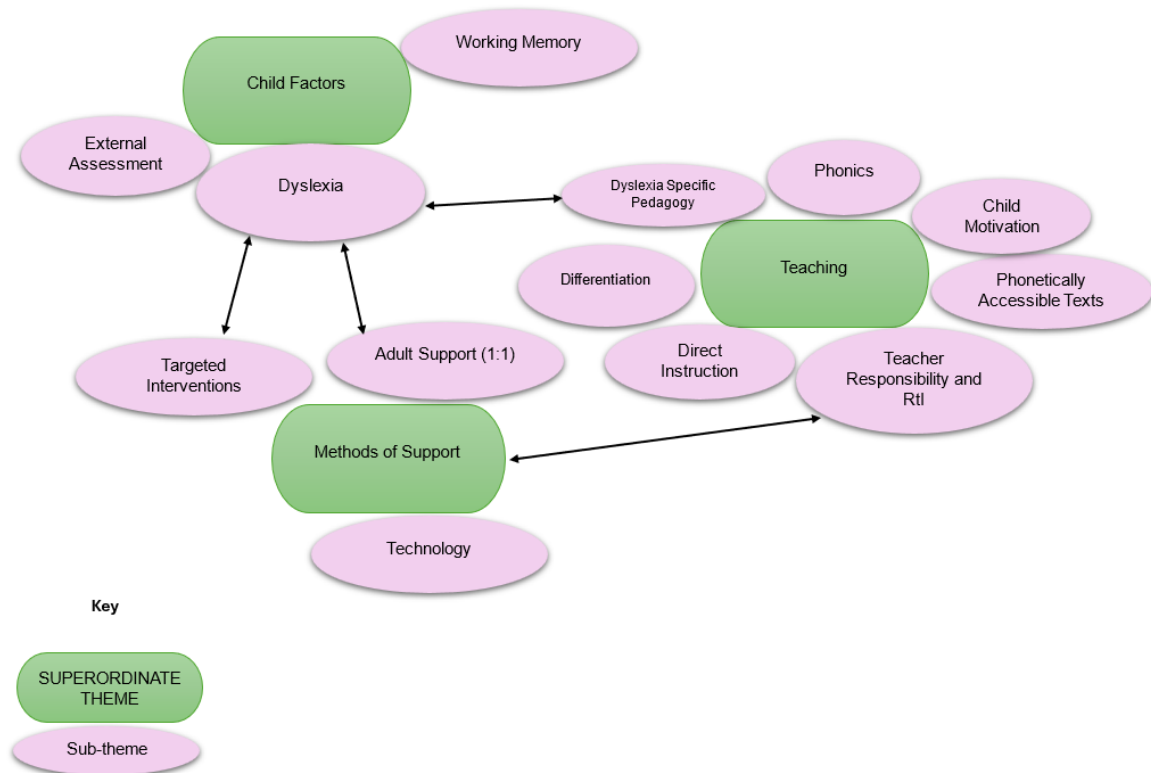 Working Memory
Child Factors
External
Assessment
Dyslexia
Dyslexia Specific
Pedagogy
Phonics
Child
Motivation
Teaching
Differentiation
Phonetically
Accessible Texts
Targeted
Interventions
Adult Support (1:1)
Direct
Instruction
Teacher
Responsibility and
RtI
Methods of Support
Technology
Key
SUPERORDINATE
THEME
Sub-theme